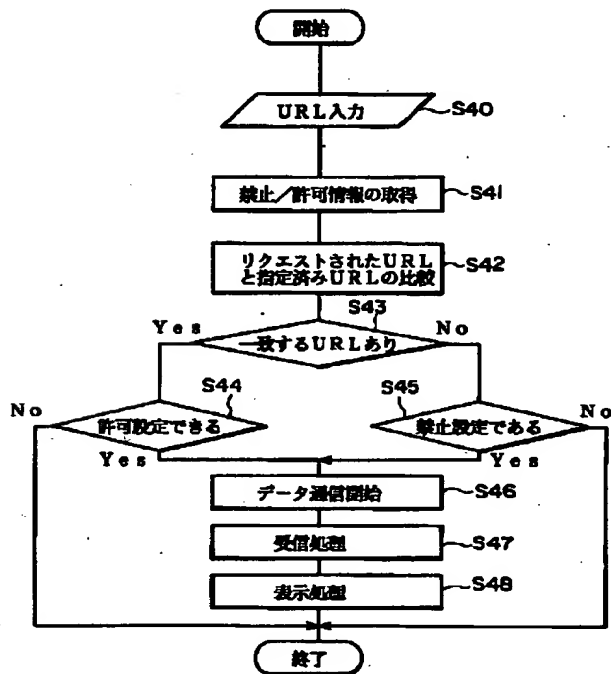 開始
URL入力
S40
禁止/許可情報の取得
S41
リクエストされたURL
と指定済みURLの比較
S42
S43
Yes
No
一致するURLあり
S44
S45
No
許可設定できる
禁止設定である
No
Yes
Yes
データ通信開始
S46
受信処理
S47
表示処理
S48
終了